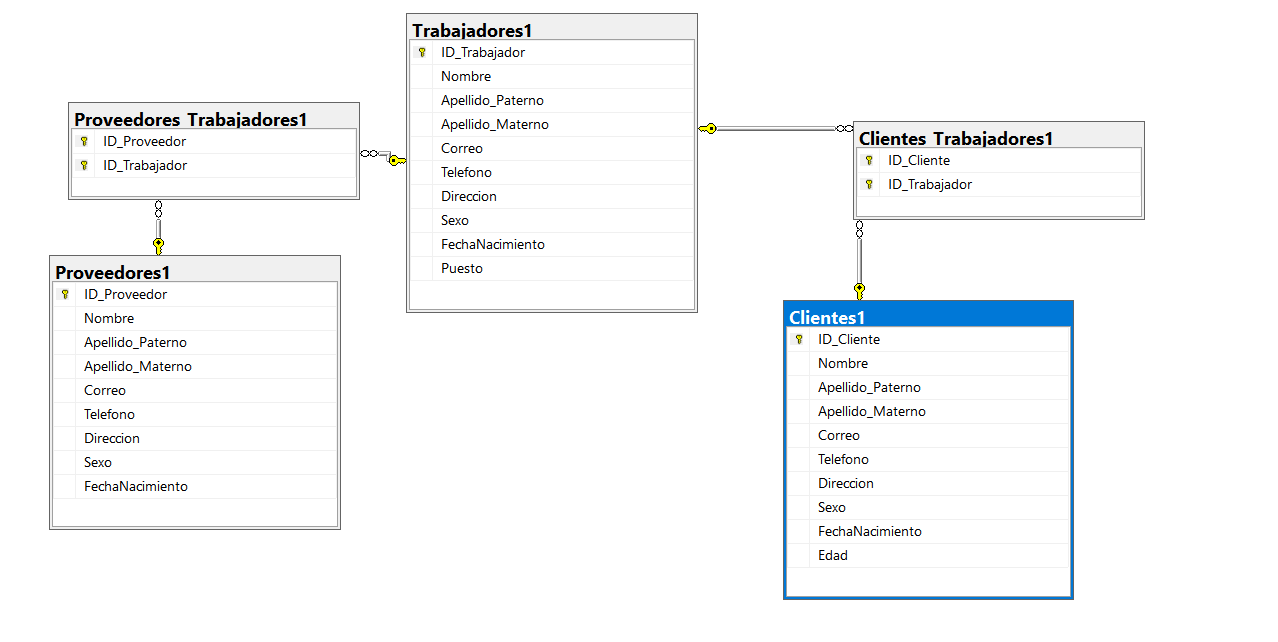 Trabajadores1
ID_Trabajador
Nombre
Apellido_Paterno
Apellido_Materno
Correo
Telefono
Direccion
Sexo
FechaNacimiento
Puesto
Proveedores_Trabajadores1
ID_Proveedor
ID_Trabajador
Proveedores1
ID_Proveedor
Nombre
Apellido_Paterno
Apellido_Materno
Correo
Telefono
Direccion
Sexo
FechaNacimiento
Clientes_Trabajadores1
ID_Cliente
ID_Trabajador
Clientes1
ID_Cliente
Nombre
Apellido_Paterno
Apellido_Materno
Correo
Telefono
Direccion
Sexo
FechaNacimiento
Edad